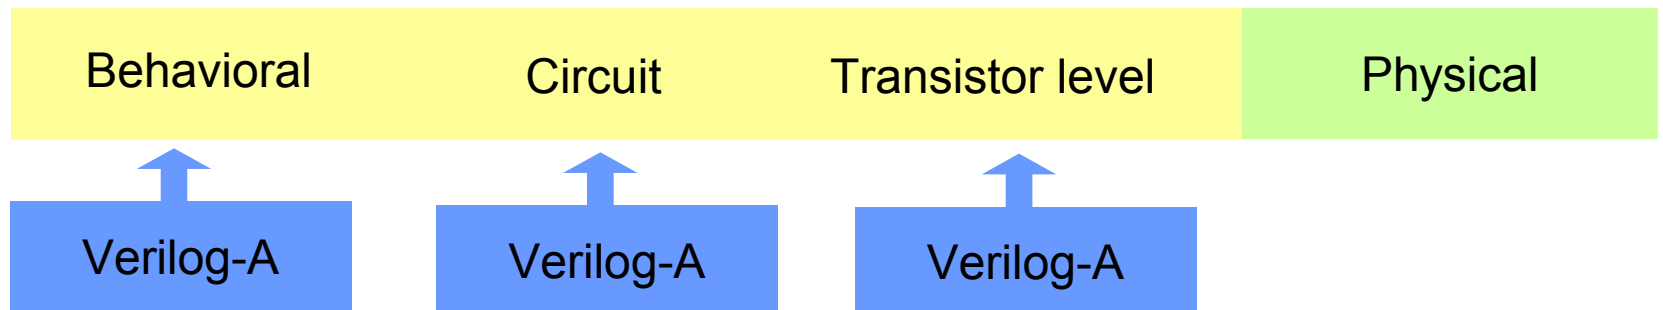 Behavioral
Circuit
Transistor level
Physical
Verilog-A
Verilog-A
Verilog-A